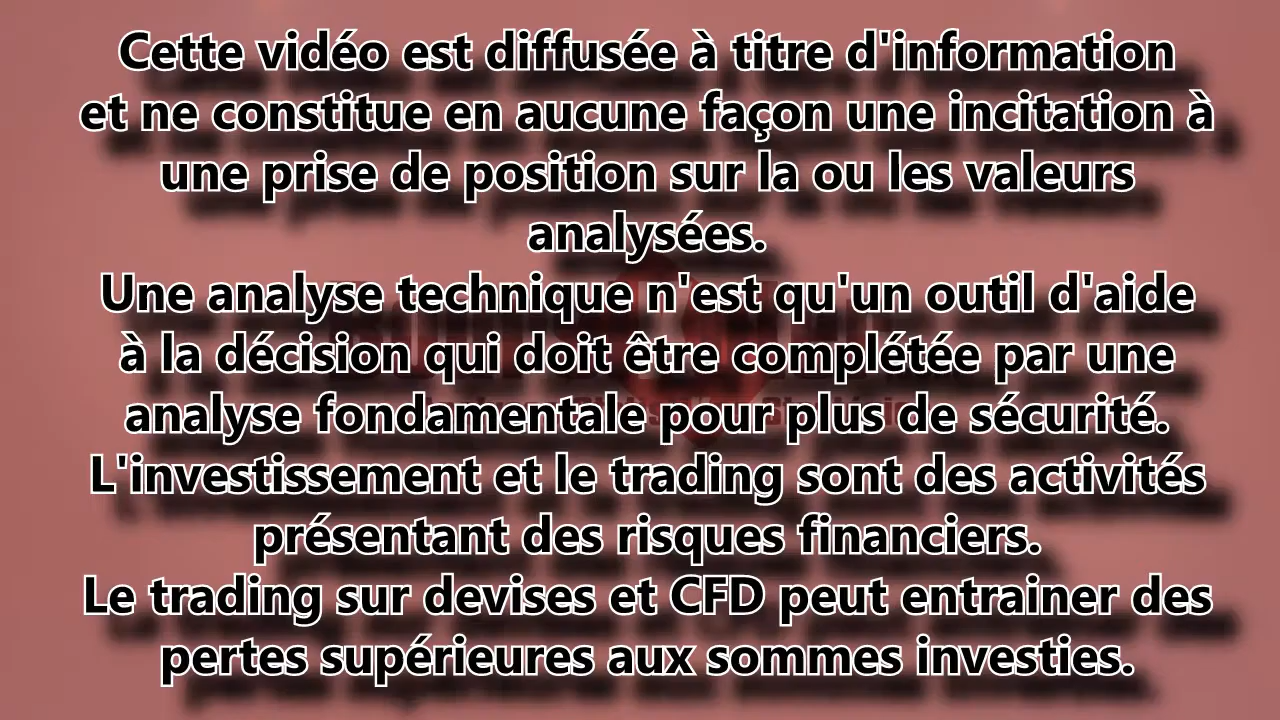 Cette vidéo est diffusée à titre d'information
et ne constitue en aucune façon une incitation à
une prise de position sur la ou les valeurs
analysées.
Une analyse technique n'est qu'un outil d'aide
à la décision qui doit être complétée par une
analyse fondamentale pour plus de sécurité.
L'investissement et le trading sont des activités
présentant des risques financiers.
Le trading sur devises et CFD peut entrainer des
pertes supérieures aux sommes investies.